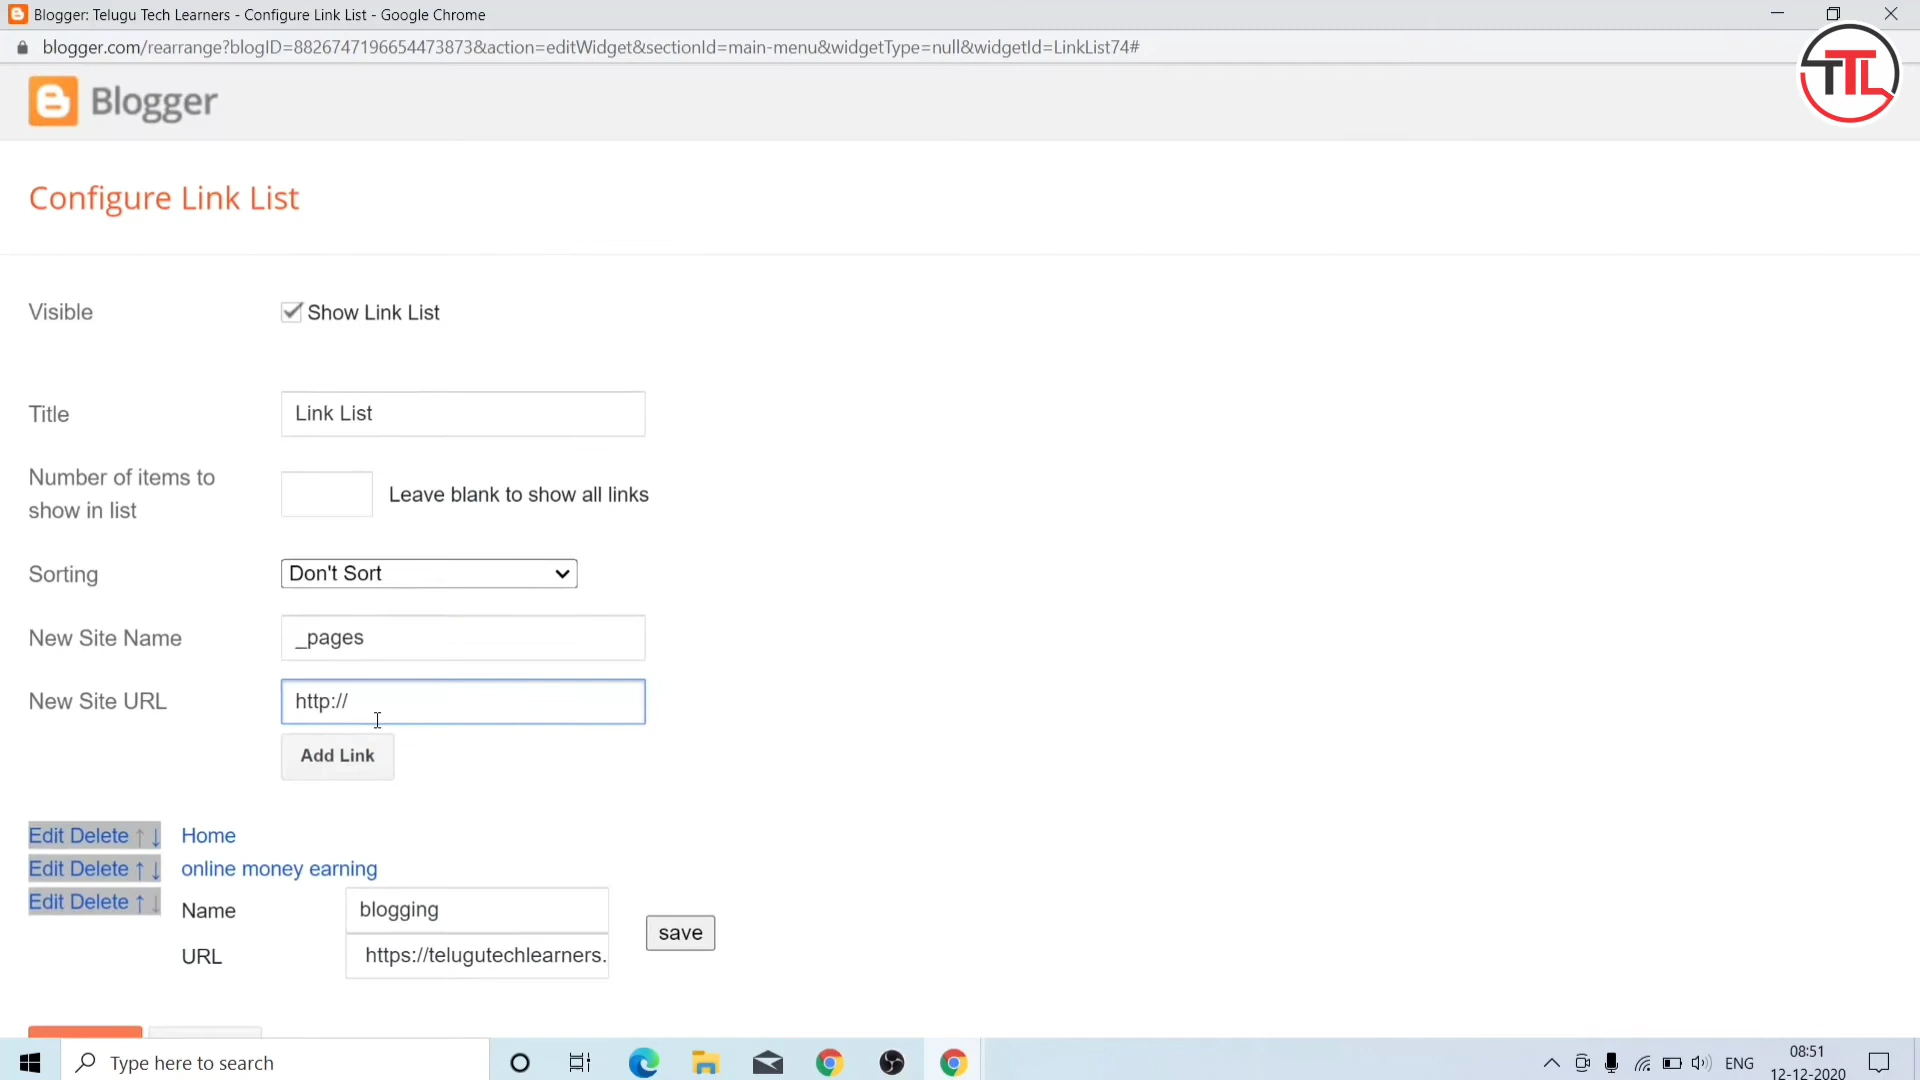 Blogger: Telugu Tech Learners - Configure Link List - Google Chrome
blogger.com/rearrange?blogID=8826747196654473873&action=editWidget&sectionId=main-menu&widgetType=null&widgetId=LinkList74#
TTL
Blogger
Configure Link List
Visible Show Link List
Title Link List
Number of items to
show in list
Leave blank to show all links
Sorting Don't Sort
New Site Name _pages
New Site URL http://
Add Link
Edit Delete ↑ ↓ Home
Edit Delete ↑ ↓ online money earning
Edit Delete ↑ ↓ Name blogging
save
URL https://telugutechlearners.
Type here to search
ENG
08:51
12-12-2020